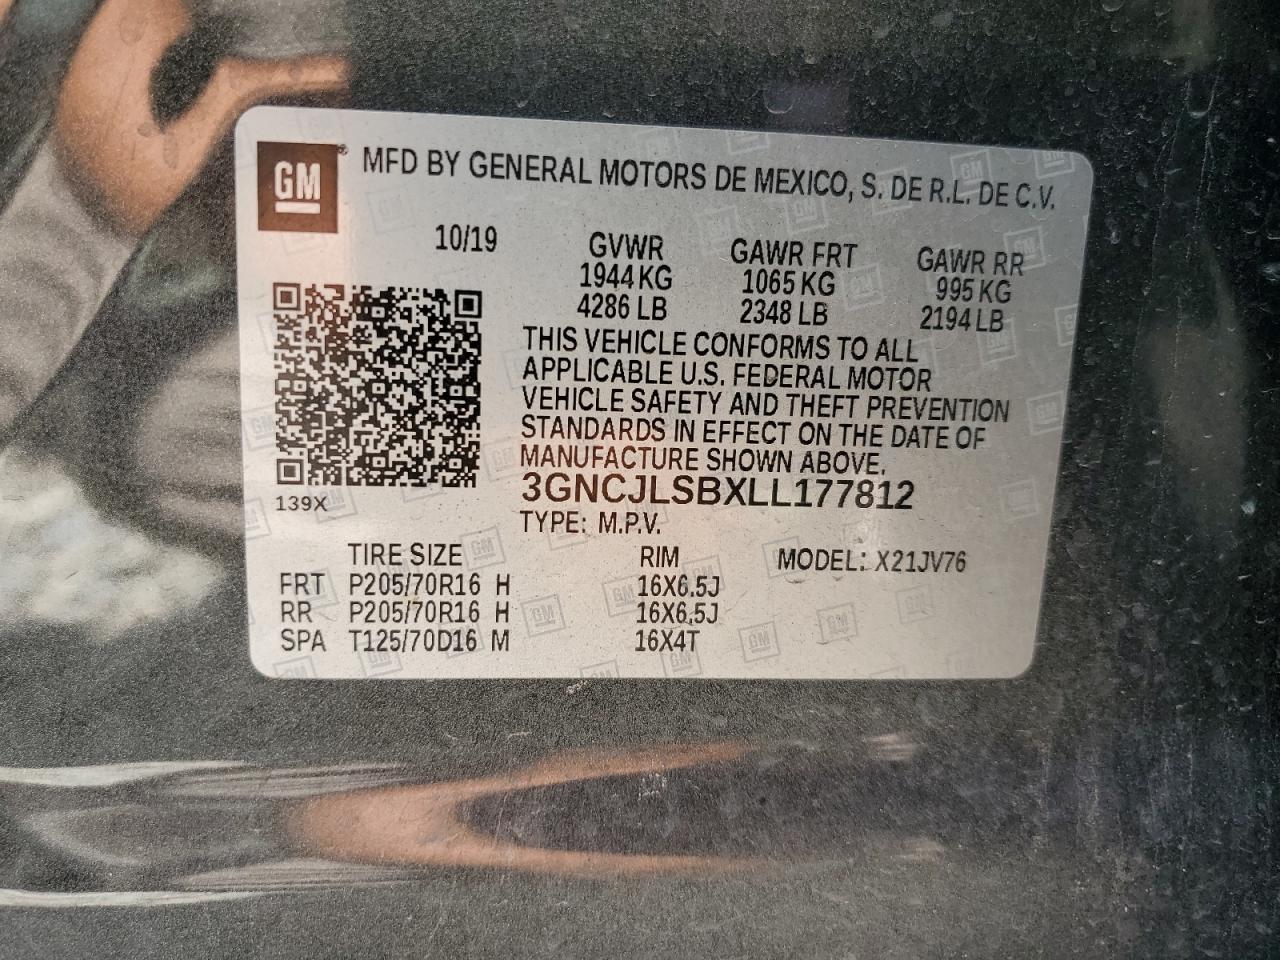 GM ® MFD BY GENERAL MOTORS DE MEXICO, S. DE R.L. DE C.V.
10/19 GVWR GAWR FRT GAWR RR
1944 KG 1065 KG 995 KG
4286 LB 2348 LB 2194 LB
THIS VEHICLE CONFORMS TO ALL
APPLICABLE U.S. FEDERAL MOTOR
VEHICLE SAFETY AND THEFT PREVENTION
STANDARDS IN EFFECT ON THE DATE OF
MANUFACTURE SHOWN ABOVE.
3GNCJLSBXLL177812
139X
TYPE: M.P.V.
TIRE SIZE RIM MODEL: X21JV76
FRT P205/70R16 H 16X6.5J
RR P205/70R16 H 16X6.5J
SPA T125/70D16 M 16X4T